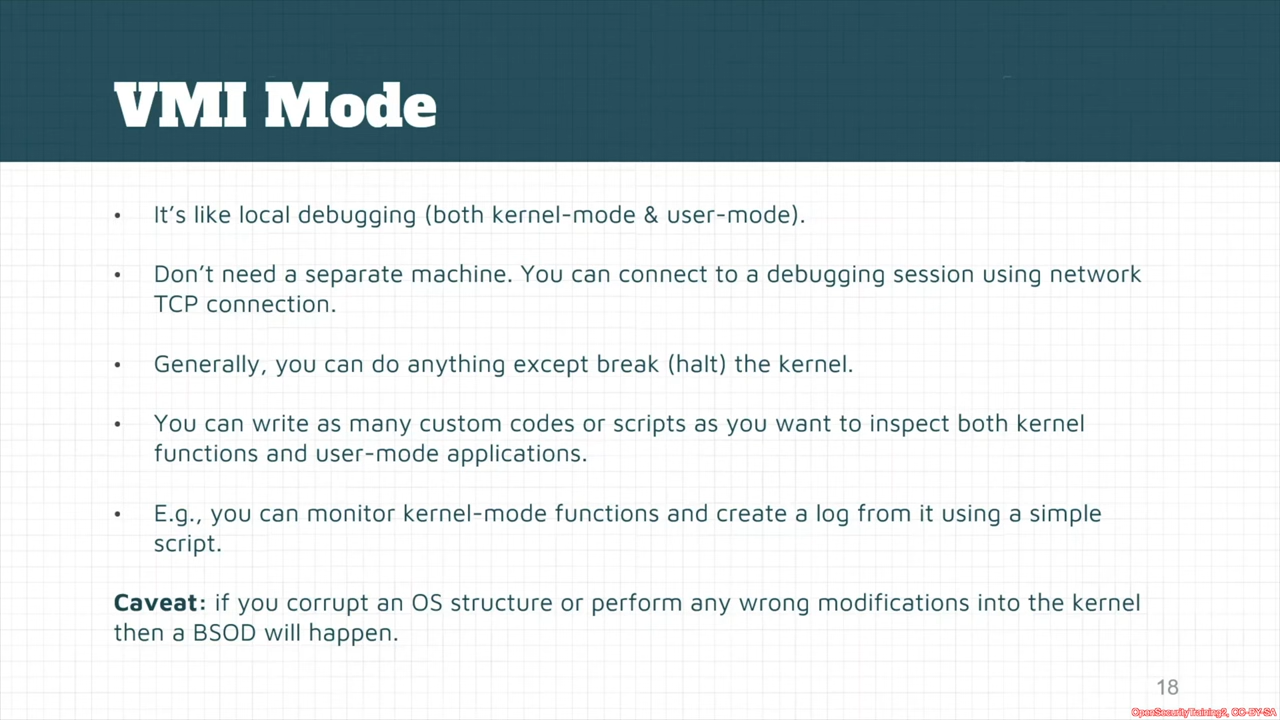 VMI Mode
• It's like local debugging (both kernel-mode & user-mode).
• Don't need a separate machine. You can connect to a debugging session using network
TCP connection.
• Generally, you can do anything except break (halt) the kernel.
• You can write as many custom codes or scripts as you want to inspect both kernel
functions and user-mode applications.
• E.g., you can monitor kernel-mode functions and create a log from it using a simple
script.
Caveat: if you corrupt an OS structure or perform any wrong modifications into the kernel
then a BSOD will happen.
18
OpenSecurityTraining2, CC-BY-SA